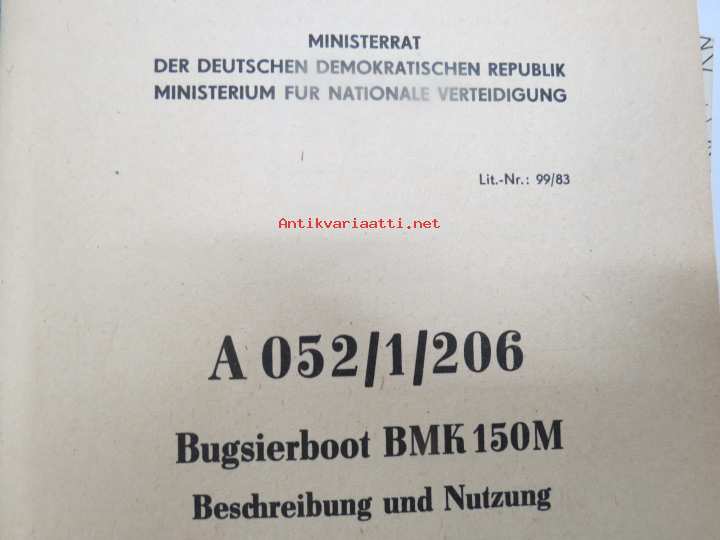 MINISTERRAT
DER DEUTSCHEN DEMOKRATISCHEN REPUBLIK
MINISTERIUM FUR NATIONALE VERTEIDIGUNG
Lit.-Nr.: 99/83
Antikvariaatti.net
A 052/1/206
Bugsierboot BMK 150M
Beschreibung und Nutzung